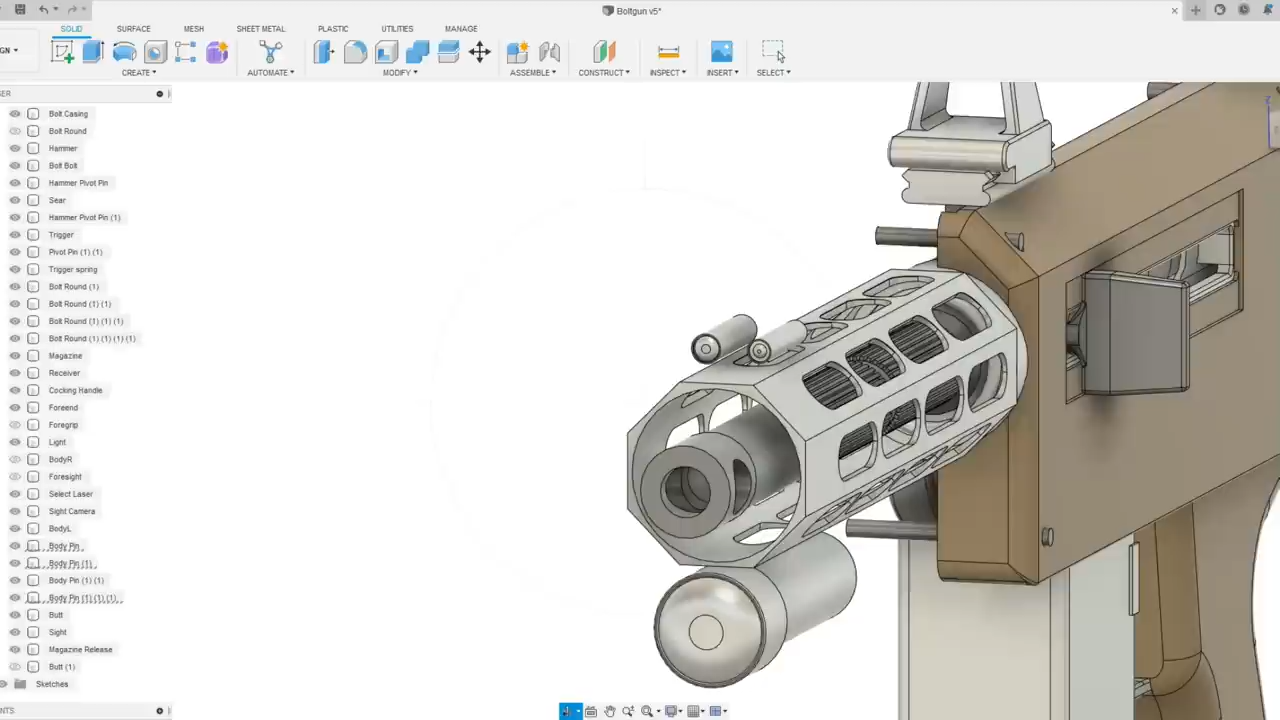 Boltgun v5*
SOLID SURFACE MESH SHEET METAL PLASTIC UTILITIES MANAGE
CREATE AUTOMATE MODIFY ASSEMBLE CONSTRUCT INSPECT INSERT SELECT
Bolt Casing
Bolt Round
Hammer
Bolt Bolt
Hammer Pivot Pin
Sear
Hammer Pivot Pin (1)
Trigger
Pivot Pin (1) (1)
Trigger spring
Bolt Round (1)
Bolt Round (1) (1)
Bolt Round (1) (1) (1)
Bolt Round (1) (1) (1) (1)
Magazine
Receiver
Cocking Handle
Foreend
Foregrip
Light
BodyR
Foresight
Select Laser
Sight Camera
BodyL
Body Pin
Body Pin (1)
Body Pin (1) (1)
Body Pin (1) (1) (1)
Butt
Sight
Magazine Release
Butt (1)
Sketches